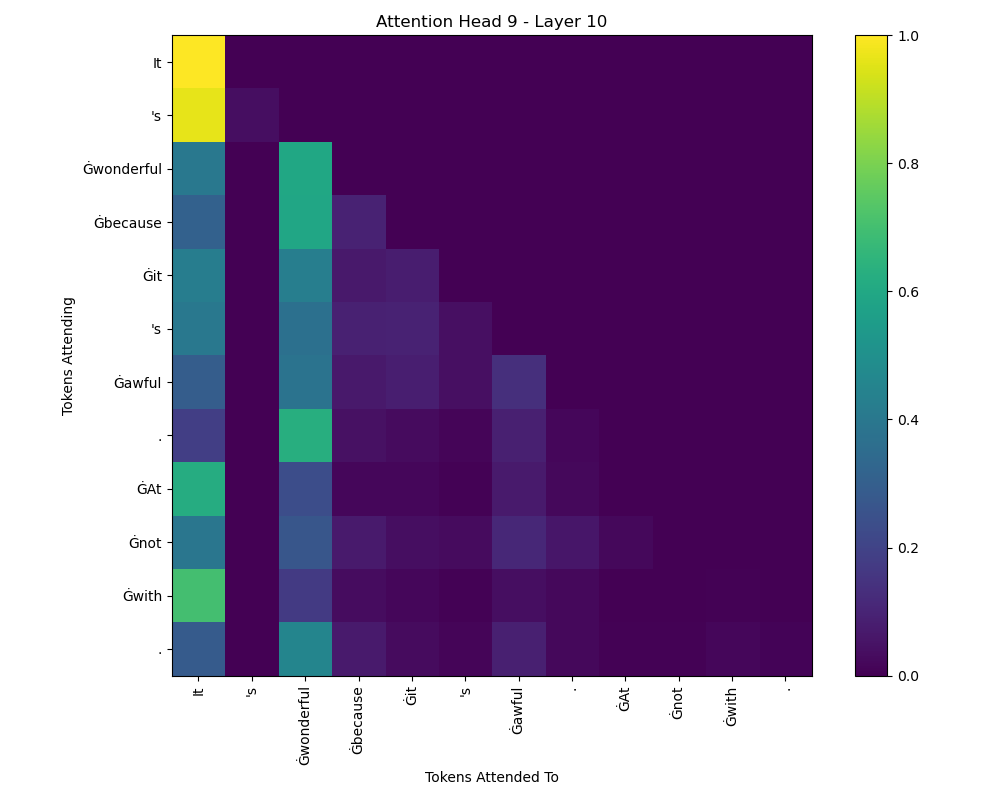 Attention Head 9 - Layer 10
It
's
Ġwonderful
Ġbecause
Ġit
's
Ġawful
.
ĠAt
Ġnot
Ġwith
.
Tokens Attending
It
's
Ġwonderful
Ġbecause
Ġit
's
Ġawful
.
ĠAt
Ġnot
Ġwith
.
Tokens Attended To
1.0
0.8
0.6
0.4
0.2
0.0